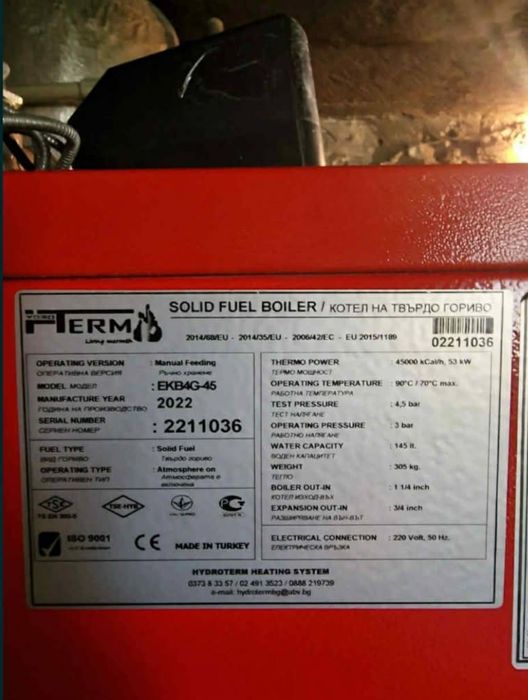 HYDRO TERM
Living warmth
SOLID FUEL BOILER / КОТЕЛ НА ТВЪРДО ГОРИВО
2014/68/EU - 2014/35/EU - 2006/42/EC - EU 2015/1189
02211036
OPERATING VERSION : Manual Feeding
ОПЕРАТИВНА ВЕРСИЯ Ръчно хранене
MODEL МОДЕЛ : EKB4G-45
MANUFACTURE YEAR 2022
ГОДИНА НА ПРОИЗВОДСТВО
SERIAL NUMBER : 2211036
СЕРИЕН НОМЕР
FUEL TYPE : Solid Fuel
ВИД ГОРИВО Твърдо гориво
OPERATING TYPE : Atmosphere on
ОПЕРАТИВЕН ТИП Атмосферата е
включена
TSE TSE-HYB
ISO 9001 CE MADE IN TURKEY
THERMO POWER : 45000 kCal/h, 53 kW
ТЕРМО МОЩНОСТ
OPERATING TEMPERATURE : 90°C / 70°C max.
РАБОТНА ТЕМПЕРАТУРА
TEST PRESSURE : 4,5 bar
ТЕСТ НАЛЯГАНЕ
OPERATING PRESSURE : 3 bar
РАБОТНО НАЛЯГАНЕ
WATER CAPACITY : 145 lt.
ВОДЕН КАПАЦИТЕТ
WEIGHT : 305 kg.
ТЕГЛО
BOILER OUT-IN : 1 1/4 inch
КОТЕЛ ИЗХОД-ВХ
EXPANSION OUT-IN : 3/4 inch
РАЗШИРЯВАНЕ НА ВЪН-ВЪТ
ELECTRICAL CONNECTION : 220 Volt, 50 Hz.
ЕЛЕКТРИЧЕСКА ВРЪЗКА
HYDROTERM HEATING SYSTEM
0373 8 33 57 / 02 491 3523 / 0888 219739
e-mail: hydrotermbg@abv.bg